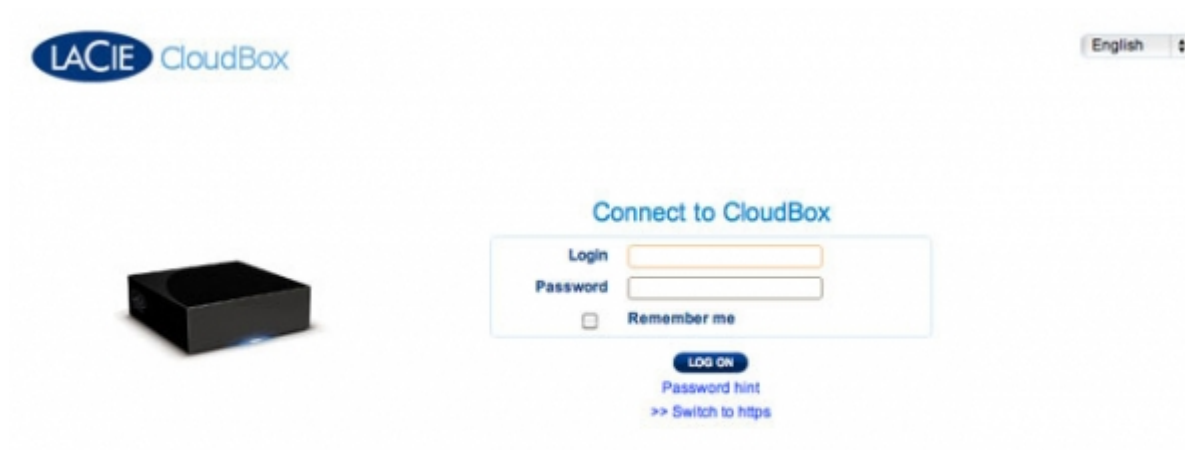 LACIE CloudBox
English
Connect to CloudBox
Login
Password
Remember me
LOG ON
Password hint
>> Switch to https